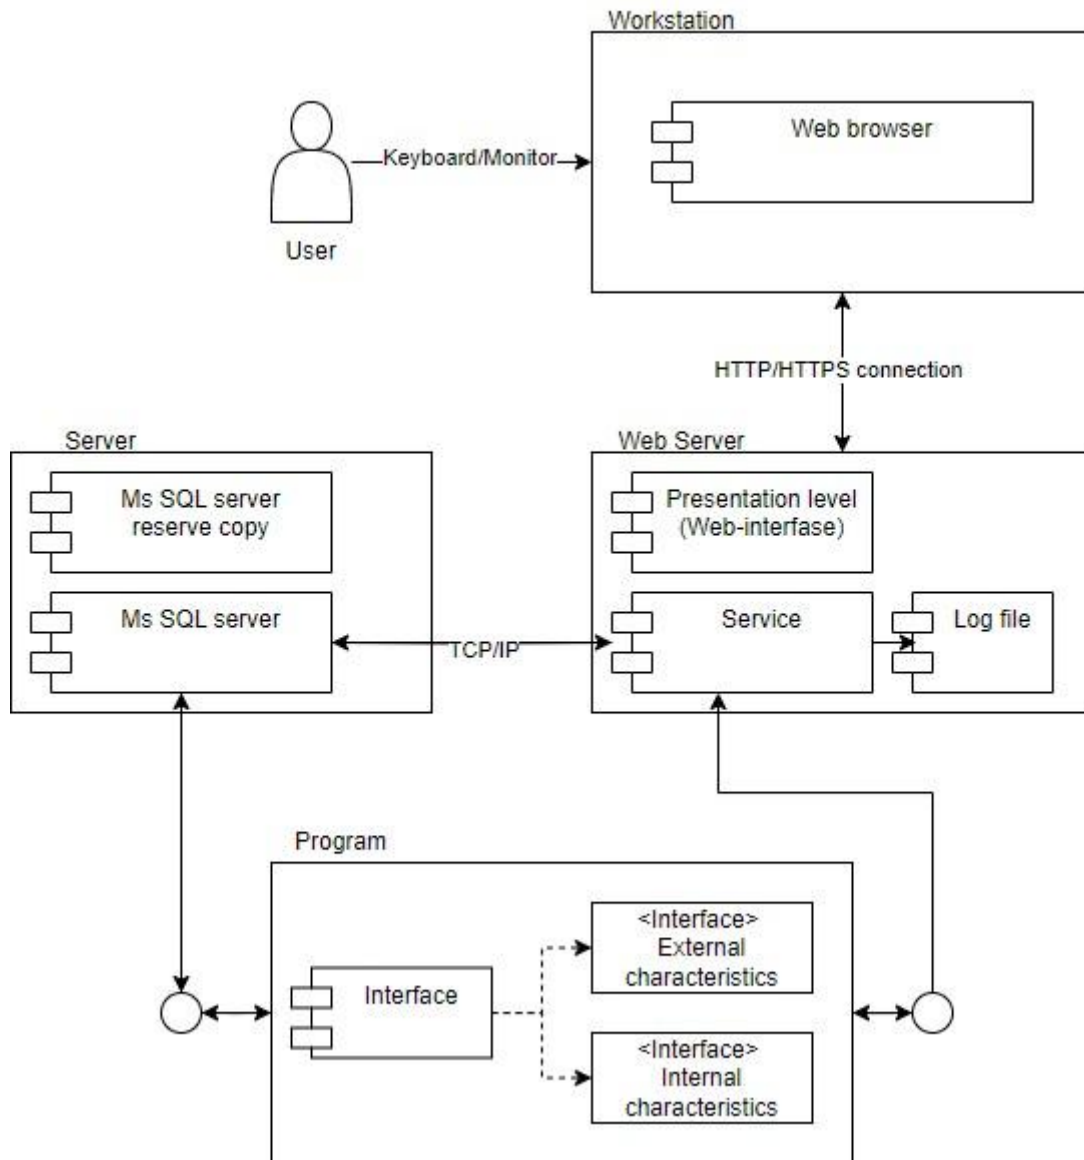 Workstation
Web browser
Keyboard/Monitor
User
HTTP/HTTPS connection
Server
Web Server
Ms SQL server
reserve copy
Presentation level
(Web-interfase)
Ms SQL server
Service
Log file
TCP/IP
Program
<Interface>
External
characteristics
Interface
<Interface>
Internal
characteristics